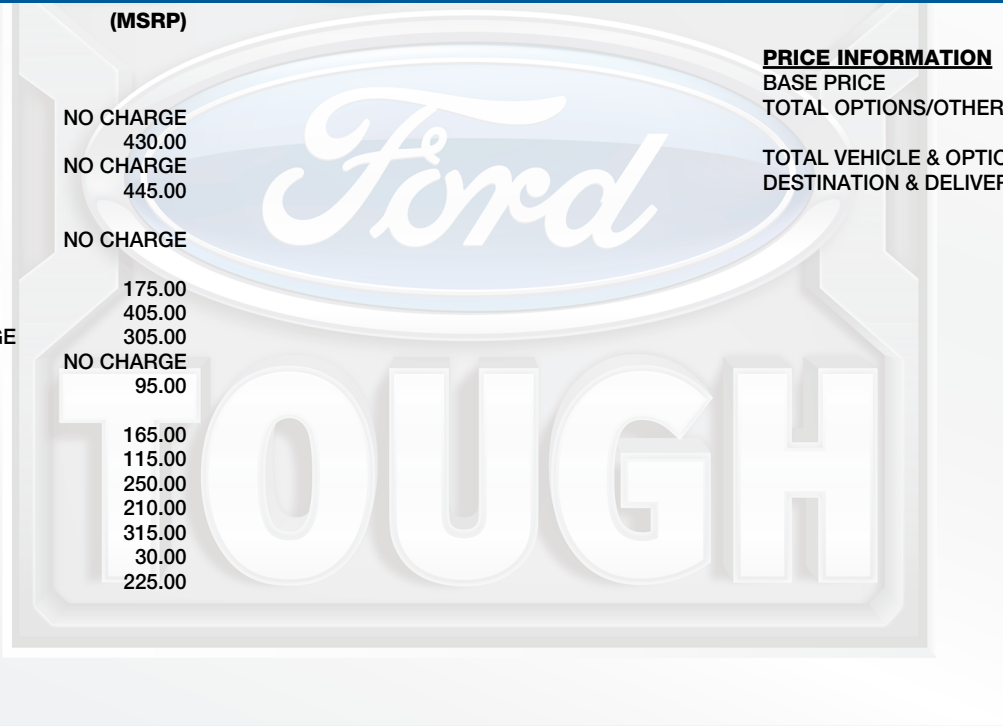 (MSRP)
NO CHARGE
430.00
NO CHARGE
445.00
NO CHARGE
175.00
405.00
GE 305.00
NO CHARGE
95.00
165.00
115.00
250.00
210.00
315.00
30.00
225.00
PRICE INFORMATION
BASE PRICE
TOTAL OPTIONS/OTHER
TOTAL VEHICLE & OPTIO
DESTINATION & DELIVER
Ford
TOUGH